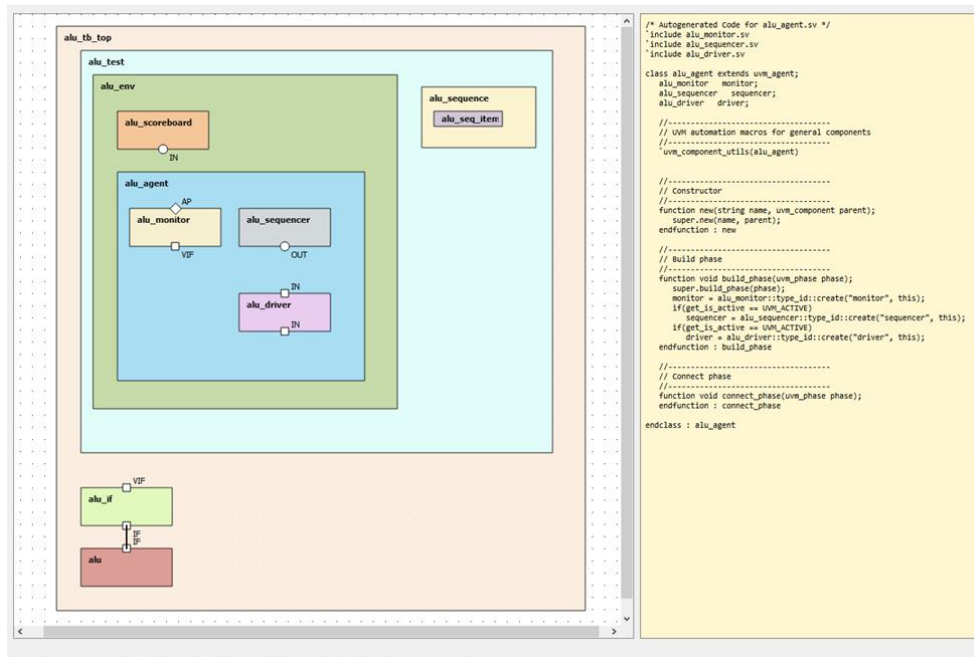 alu_tb_top
alu_test
alu_env
alu_sequence
alu_seq_item
alu_scoreboard
IN
alu_agent
AP
alu_monitor
VIF
alu_sequencer
OUT
IN
alu_driver
IN
VIF
alu_if
IF
IF
alu
/* Autogenerated Code for alu_agent.sv */
`include alu_monitor.sv
`include alu_sequencer.sv
`include alu_driver.sv
class alu_agent extends uvm_agent;
alu_monitor monitor;
alu_sequencer sequencer;
alu_driver driver;
//-----------------------------------
// UVM automation macros for general components
//-----------------------------------
`uvm_component_utils(alu_agent)
//-----------------------------------
// Constructor
//-----------------------------------
function new(string name, uvm_component parent);
super.new(name, parent);
endfunction : new
//-----------------------------------
// Build phase
//-----------------------------------
function void build_phase(uvm_phase phase);
super.build_phase(phase);
monitor = alu_monitor::type_id::create("monitor", this);
if(get_is_active == UVM_ACTIVE)
sequencer = alu_sequencer::type_id::create("sequencer", this);
if(get_is_active == UVM_ACTIVE)
driver = alu_driver::type_id::create("driver", this);
endfunction : build_phase
//-----------------------------------
// Connect phase
//-----------------------------------
function void connect_phase(uvm_phase phase);
endfunction : connect_phase
endclass : alu_agent